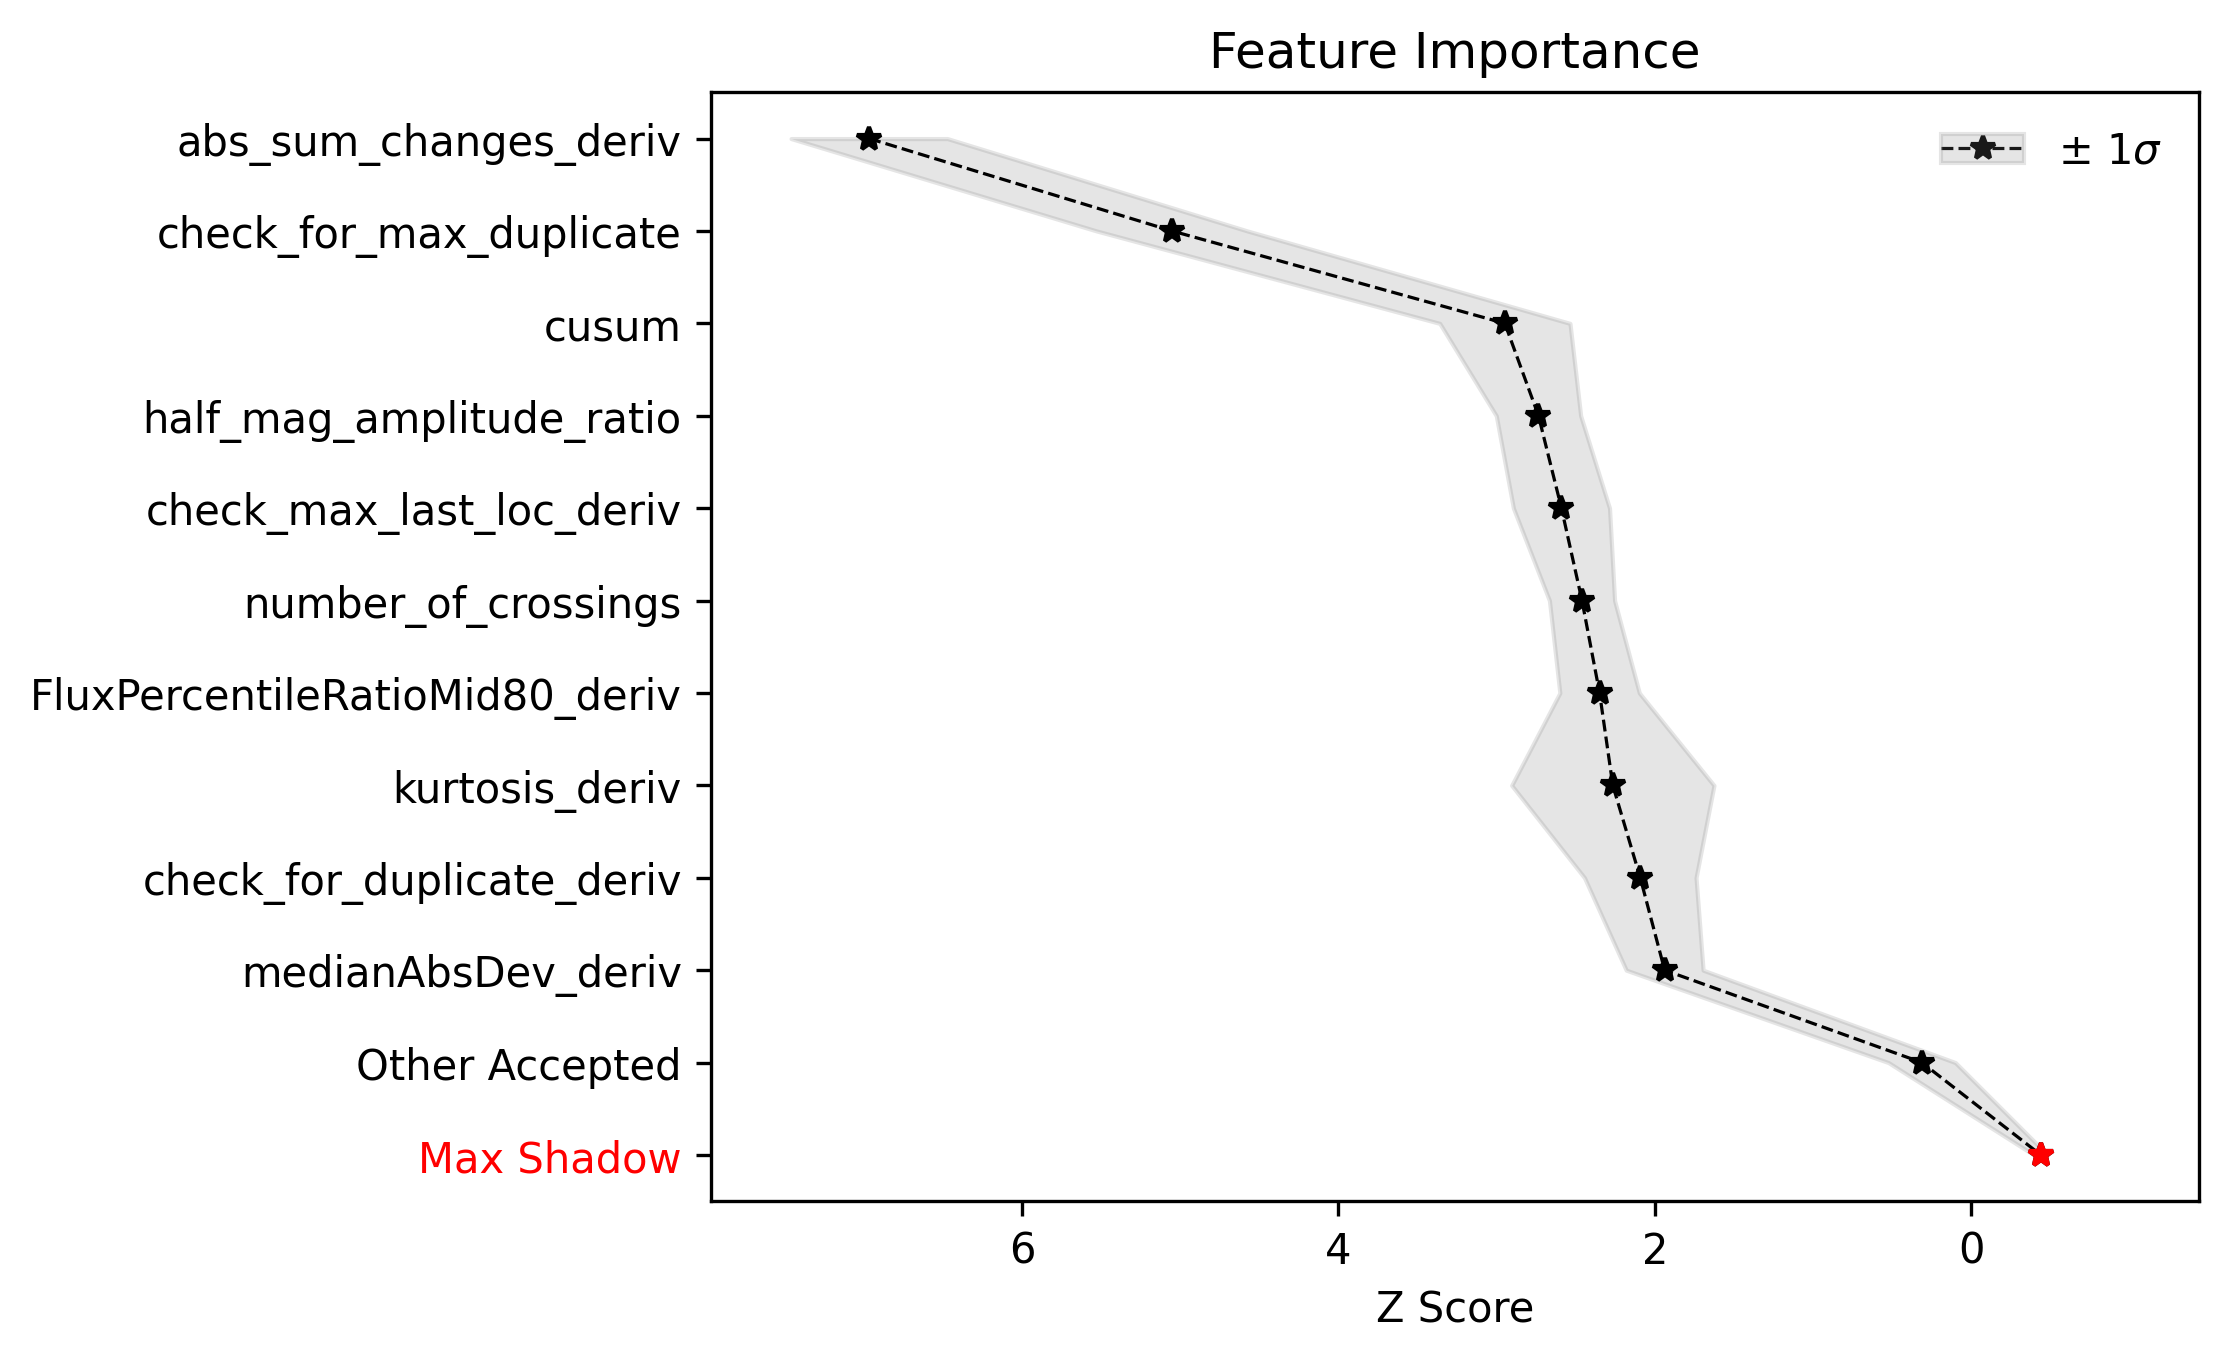 Feature Importance
abs_sum_changes_deriv
± 1σ
check_for_max_duplicate
cusum
half_mag_amplitude_ratio
check_max_last_loc_deriv
number_of_crossings
FluxPercentileRatioMid80_deriv
kurtosis_deriv
check_for_duplicate_deriv
medianAbsDev_deriv
Other Accepted
Max Shadow
6 4 2 0
Z Score